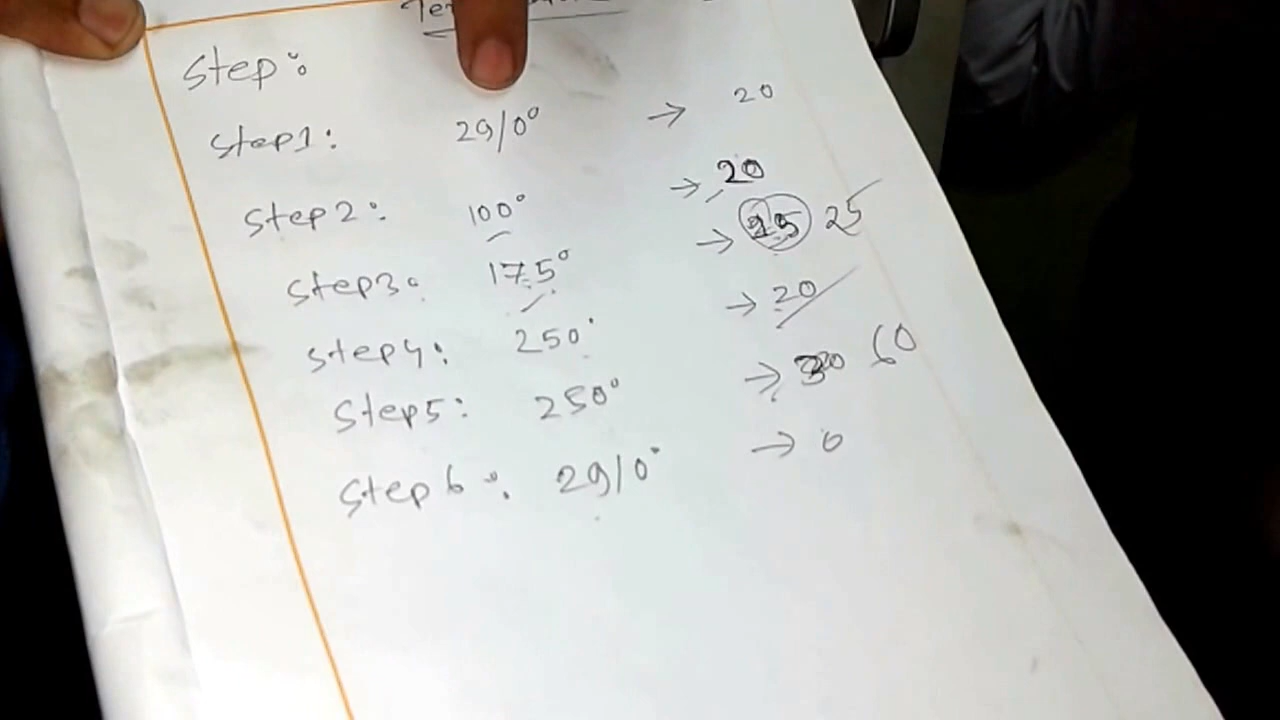 Step:
Step1: 29/0° → 20
Step2: 100° → 20
Step3: 175° → 25 25
Step4: 250° → 20
Step5: 250° → 30 60
Step6: 29/0° → 0